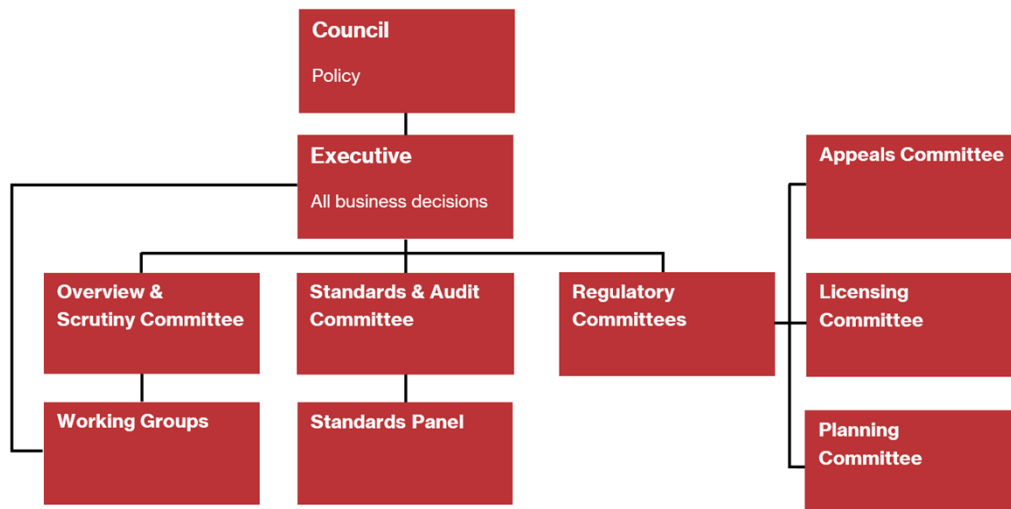 Council
Policy
Executive
All business decisions
Overview &
Scrutiny Committee
Standards & Audit
Committee
Regulatory
Committees
Working Groups
Standards Panel
Appeals Committee
Licensing
Committee
Planning
Committee